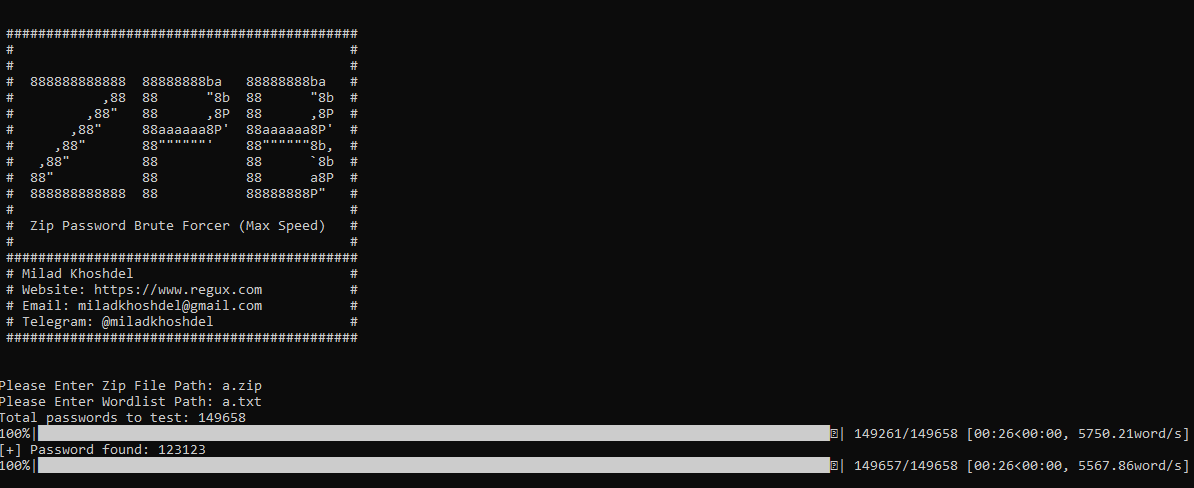 ############################################
#                                          #
#                                          #
#  888888888888  88888888ba   88888888ba   #
#           ,88  88      "8b  88      "8b  #
#         ,88"   88      ,8P  88      ,8P  #
#       ,88"     88aaaaaa8P'  88aaaaaa8P'  #
#     ,88"       88""""""'    88""""""8b,  #
#   ,88"         88           88      `8b  #
#  88"           88           88      a8P  #
#  888888888888  88           88888888P"   #
#                                          #
#  Zip Password Brute Forcer (Max Speed)   #
#                                          #
############################################
# Milad Khoshdel                           #
# Website: https://www.regux.com           #
# Email: miladkhoshdel@gmail.com           #
# Telegram: @miladkhoshdel                 #
############################################
Please Enter Zip File Path: a.zip
Please Enter Wordlist Path: a.txt
Total passwords to test: 149658
100%| | 149261/149658 [00:26<00:00, 5750.21word/s]
[+] Password found: 123123
100%| | 149657/149658 [00:26<00:00, 5567.86word/s]